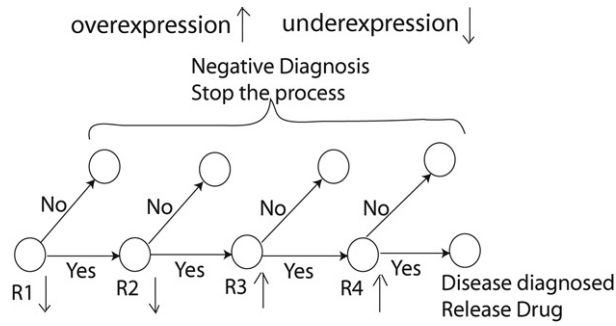 overexpression ↑ underexpression ↓
Negative Diagnosis
Stop the process
No No No No
Yes Yes Yes Yes
R1 ↓ R2 ↓ R3 ↑ R4 ↑
Disease diagnosed
Release Drug